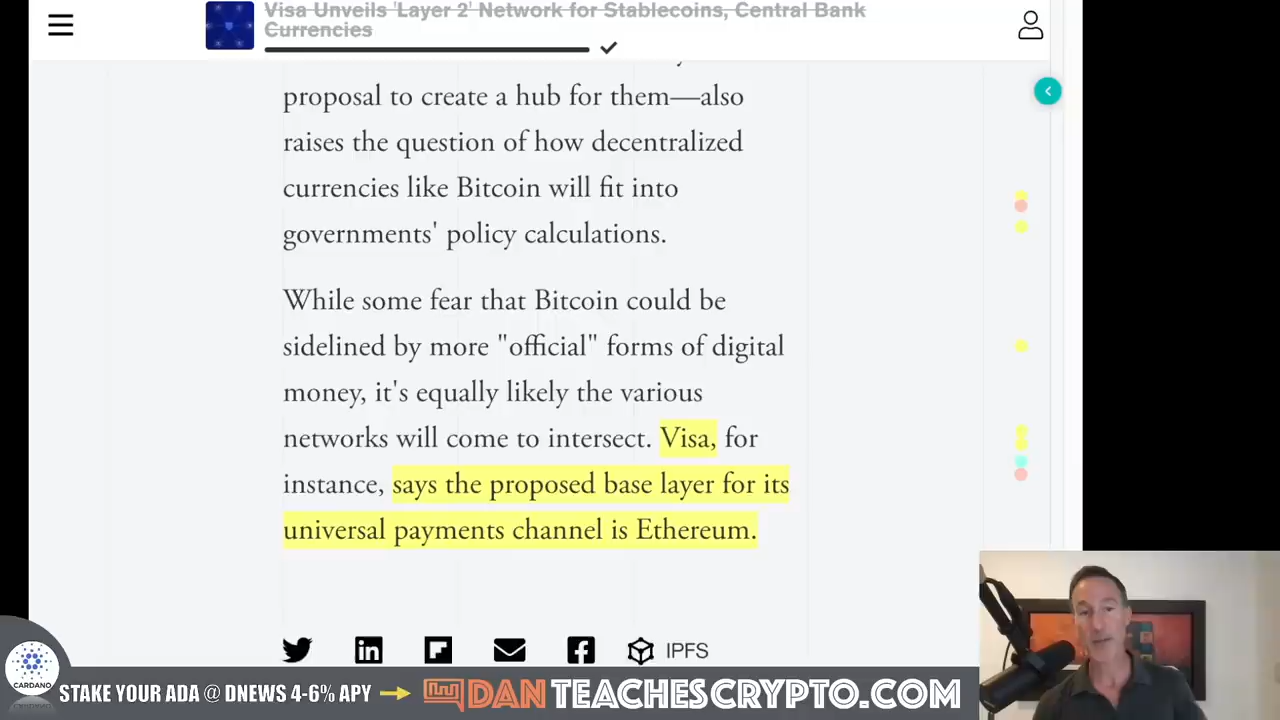 Visa Unveils 'Layer 2' Network for Stablecoins, Central Bank
Currencies
proposal to create a hub for them—also
raises the question of how decentralized
currencies like Bitcoin will fit into
governments' policy calculations.
While some fear that Bitcoin could be
sidelined by more "official" forms of digital
money, it's equally likely the various
networks will come to intersect. Visa, for
instance, says the proposed base layer for its
universal payments channel is Ethereum.
IPFS
CARDANO
STAKE YOUR ADA @ DNEWS 4-6% APY
DANTEACHESCRYPTO.COM